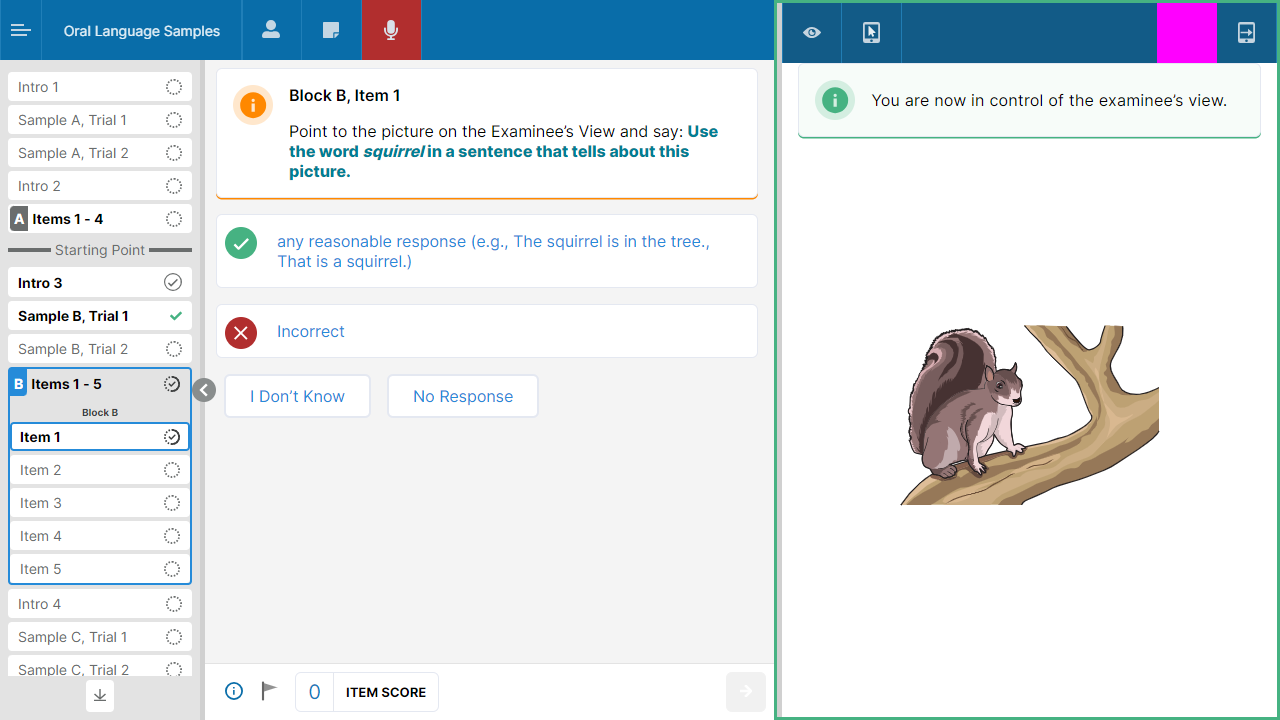 Oral Language Samples
Intro 1
Sample A, Trial 1
Sample A, Trial 2
Intro 2
A Items 1 - 4
Starting Point
Intro 3
Sample B, Trial 1
Sample B, Trial 2
B Items 1 - 5
Block B
Item 1
Item 2
Item 3
Item 4
Item 5
Intro 4
Sample C, Trial 1
Sample C, Trial 2
Block B, Item 1
Point to the picture on the Examinee’s View and say: Use
the word squirrel in a sentence that tells about this
picture.
any reasonable response (e.g., The squirrel is in the tree.,
That is a squirrel.)
Incorrect
I Don’t Know
No Response
0 ITEM SCORE
You are now in control of the examinee’s view.